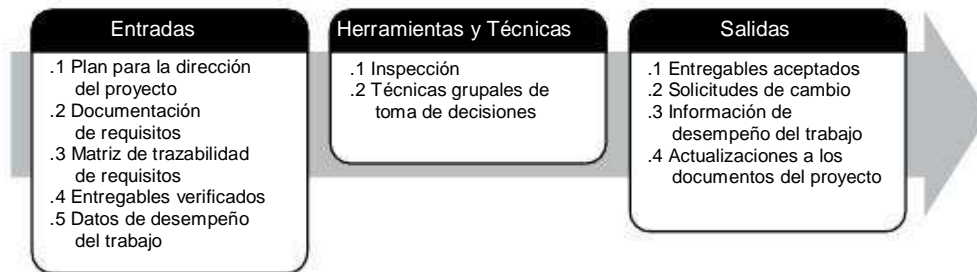 Entradas
.1 Plan para la dirección
del proyecto
.2 Documentación
de requisitos
.3 Matriz de trazabilidad
de requisitos
.4 Entregables verificados
.5 Datos de desempeño
del trabajo
Herramientas y Técnicas
.1 Inspección
.2 Técnicas grupales de
toma de decisiones
Salidas
.1 Entregables aceptados
.2 Solicitudes de cambio
.3 Información de
desempeño del trabajo
.4 Actualizaciones a los
documentos del proyecto